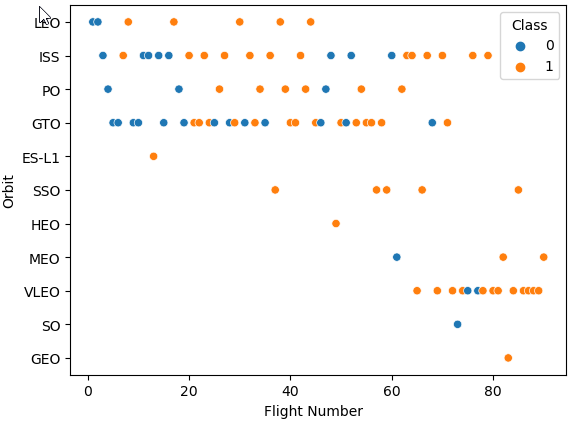 LEO
ISS
PO
GTO
ES-L1
SSO
HEO
MEO
VLEO
SO
GEO
Orbit
0
20
40
60
80
Flight Number
Class
0
1